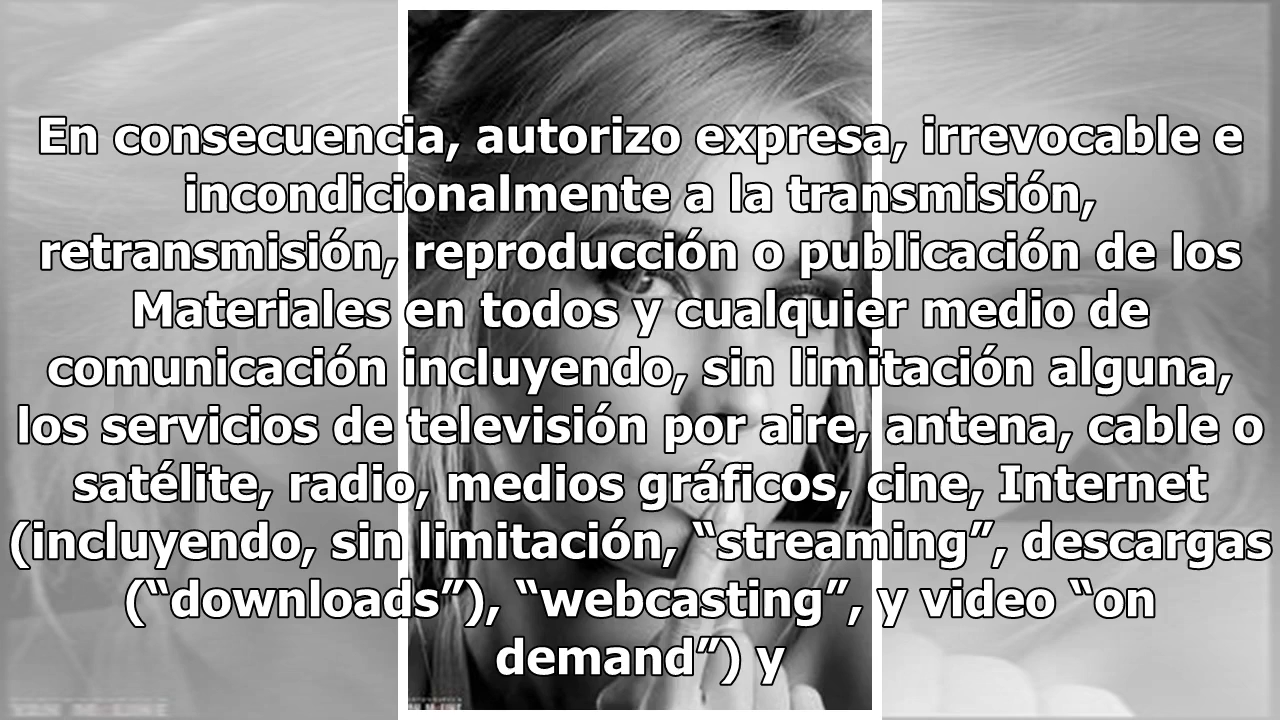 En consecuencia, autorizo expresa, irrevocable e
incondicionalmente a la transmisión,
retransmisión, reproducción o publicación de los
Materiales en todos y cualquier medio de
comunicación incluyendo, sin limitación alguna,
los servicios de televisión por aire, antena, cable o
satélite, radio, medios gráficos, cine, Internet
(incluyendo, sin limitación, “streaming”, descargas
(“downloads”), “webcasting”, y video “on
demand”) y